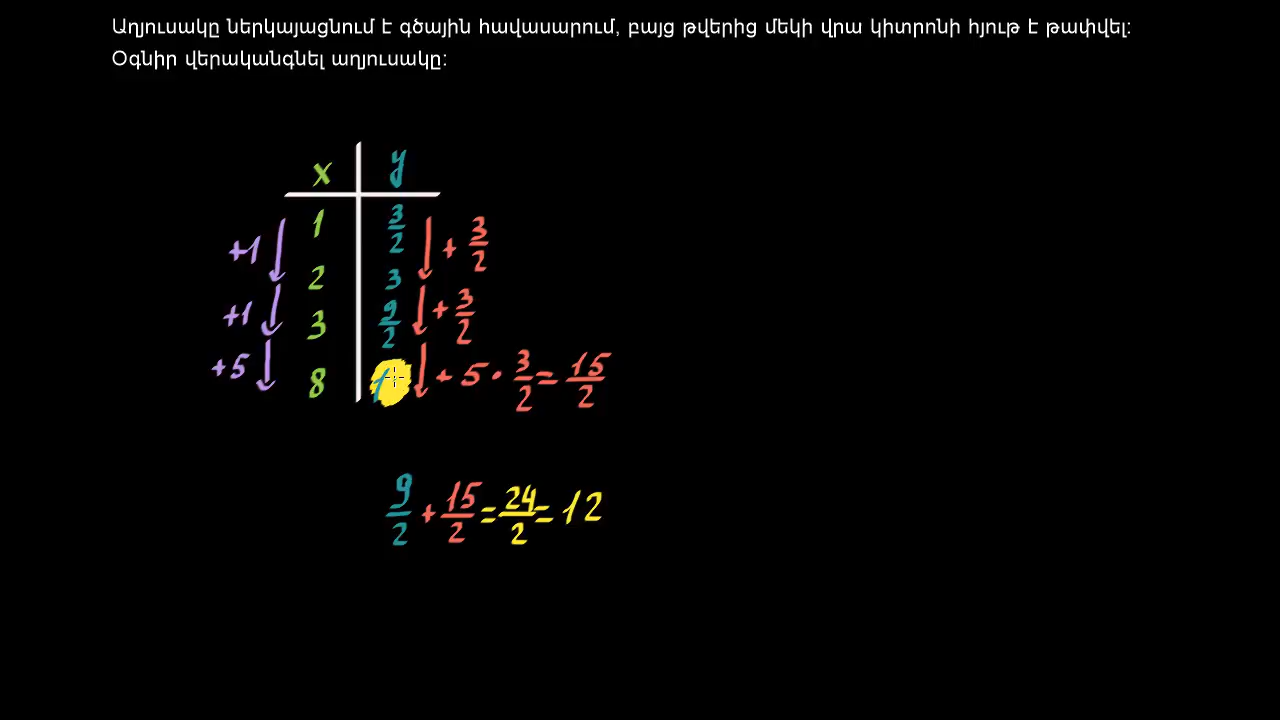 Աղյուսակը ներկայացնում է գծային հավասարում, բայց թվերից մեկի վրա կիտրոնի հյութ է թափվել:
Օգնիր վերականգնել աղյուսակը:
x y
1 3/2
+1 + 3/2
2 3
+1 + 3/2
3 9/2
+5 + 5 · 3/2 = 15/2
8 1
9/2 + 15/2 = 24/2 = 12